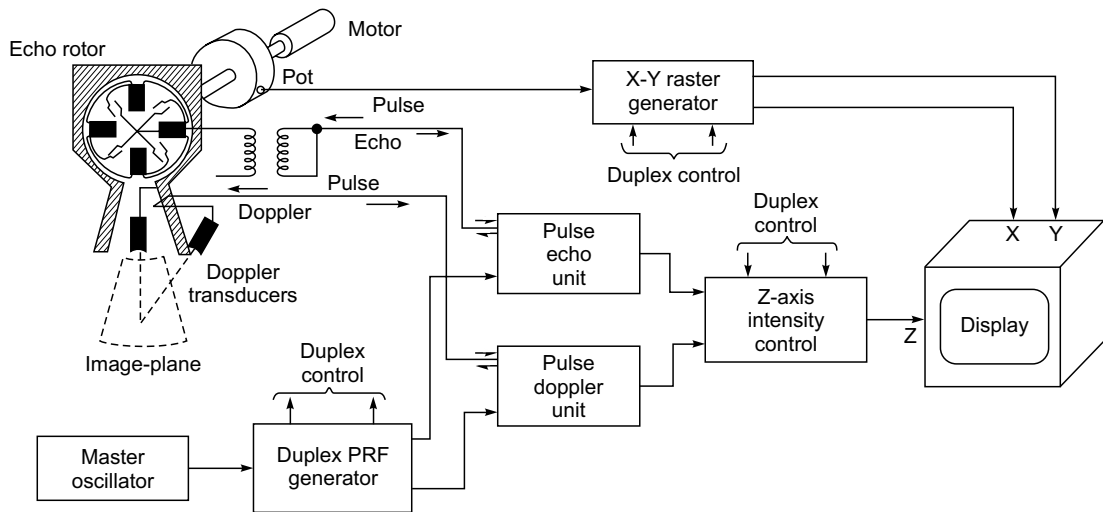 Motor
Echo rotor
Pot
X-Y raster
generator
Pulse
Echo
Duplex control
Pulse
Doppler
Duplex
control
X Y
Pulse
echo
unit
Doppler
transducers
Z-axis
intensity
control
Z
Display
Image-plane
Duplex
control
Pulse
doppler
unit
Master
oscillator
Duplex PRF
generator